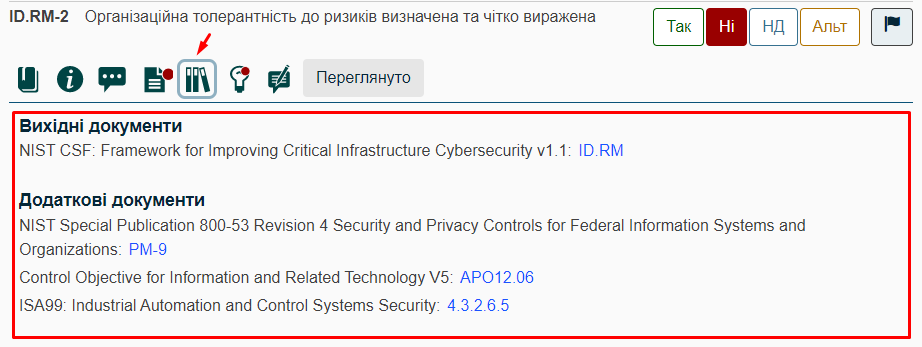 ID.RM-2 Організаційна толерантність до ризиків визначена та чітко виражена
Так Ні НД Альт
Переглянуто
Вихідні документи
NIST CSF: Framework for Improving Critical Infrastructure Cybersecurity v1.1: ID.RM
Додаткові документи
NIST Special Publication 800-53 Revision 4 Security and Privacy Controls for Federal Information Systems and
Organizations: PM-9
Control Objective for Information and Related Technology V5: APO12.06
ISA99: Industrial Automation and Control Systems Security: 4.3.2.6.5